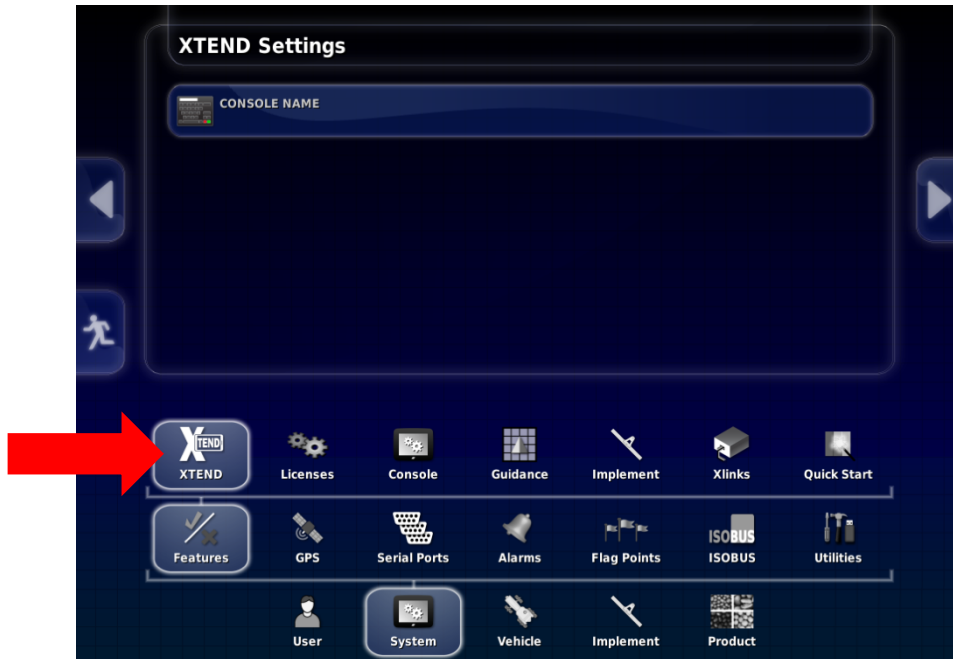 XTEND Settings
CONSOLE NAME
XTEND
XTEND Licenses Console Guidance Implement Xlinks Quick Start
ISOBUS
Features GPS Serial Ports Alarms Flag Points ISOBUS Utilities
User System Vehicle Implement Product